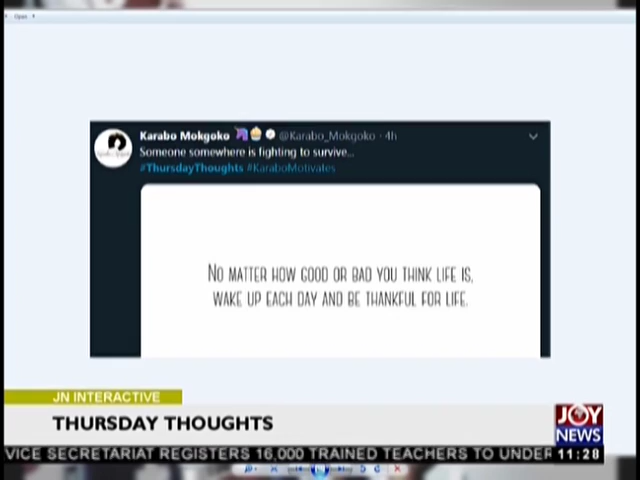 Open
Karabo Mokgoko @Karabo_Mokgoko · 4h
Someone somewhere is fighting to survive...
#ThursdayThoughts #KaraboMotivates
NO MATTER HOW GOOD OR BAD YOU THINK LIFE IS,
WAKE UP EACH DAY AND BE THANKFUL FOR LIFE.
JN INTERACTIVE
THURSDAY THOUGHTS
JOY
NEWS
VICE SECRETARIAT REGISTERS 16,000 TRAINED TEACHERS TO UNDER
11:28